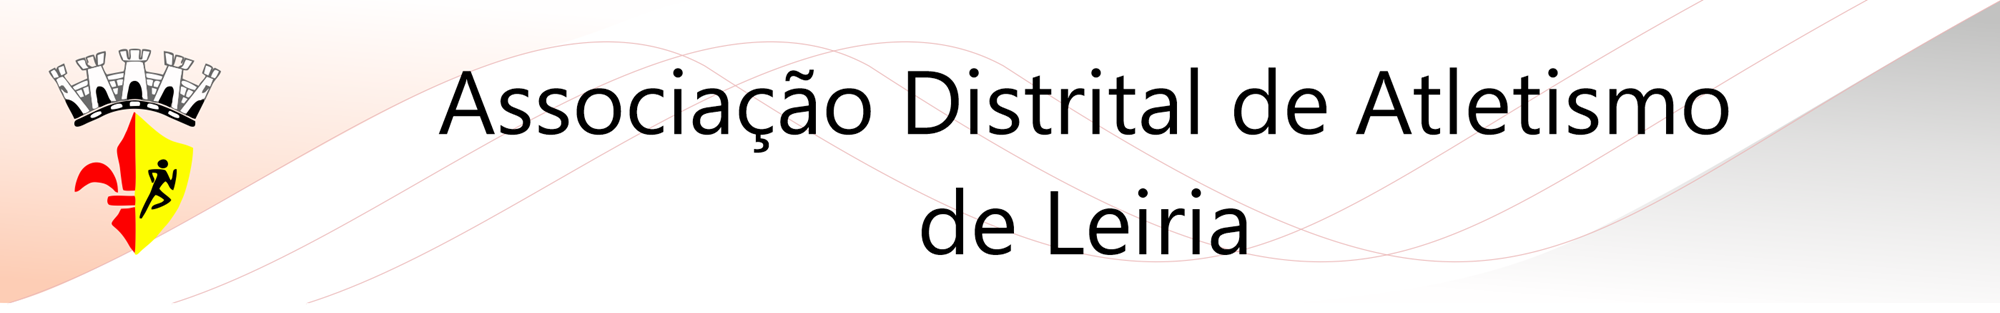 Associação Distrital de Atletismo
de Leiria